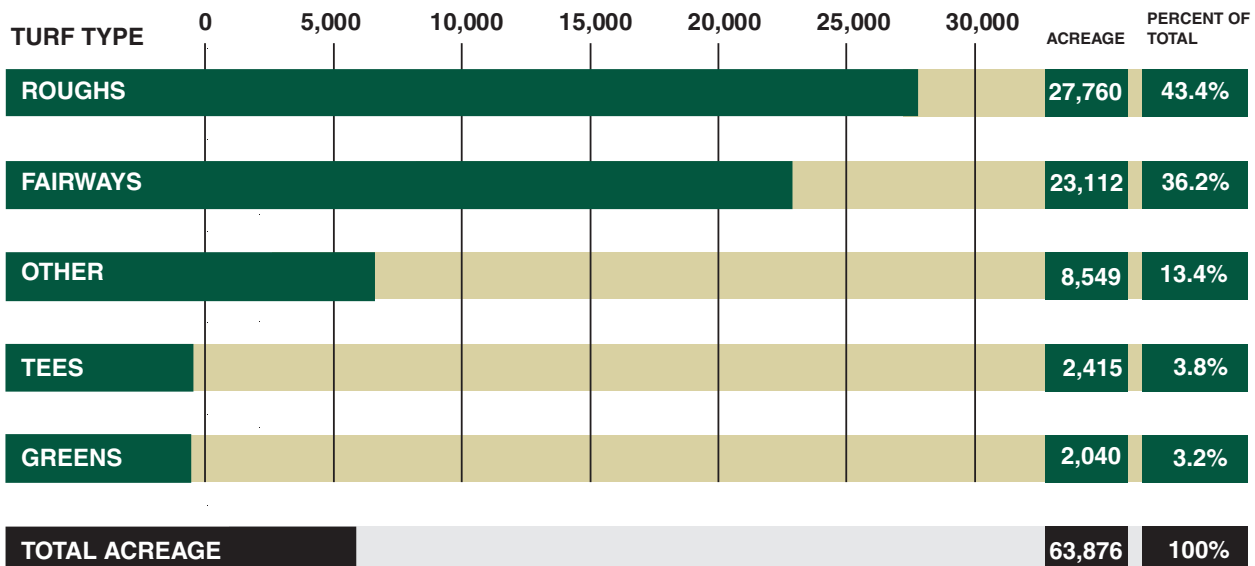 TURF TYPE 0 5,000 10,000 15,000 20,000 25,000 30,000 ACREAGE PERCENT OF TOTAL
ROUGHS 27,760 43.4%
FAIRWAYS 23,112 36.2%
OTHER 8,549 13.4%
TEES 2,415 3.8%
GREENS 2,040 3.2%
TOTAL ACREAGE 63,876 100%